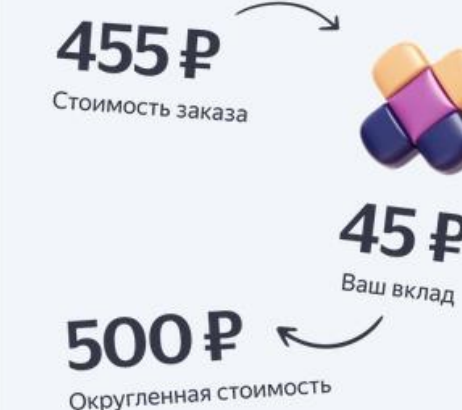 455 ₽
Стоимость заказа
45 ₽
Ваш вклад
500 ₽
Округленная стоимость